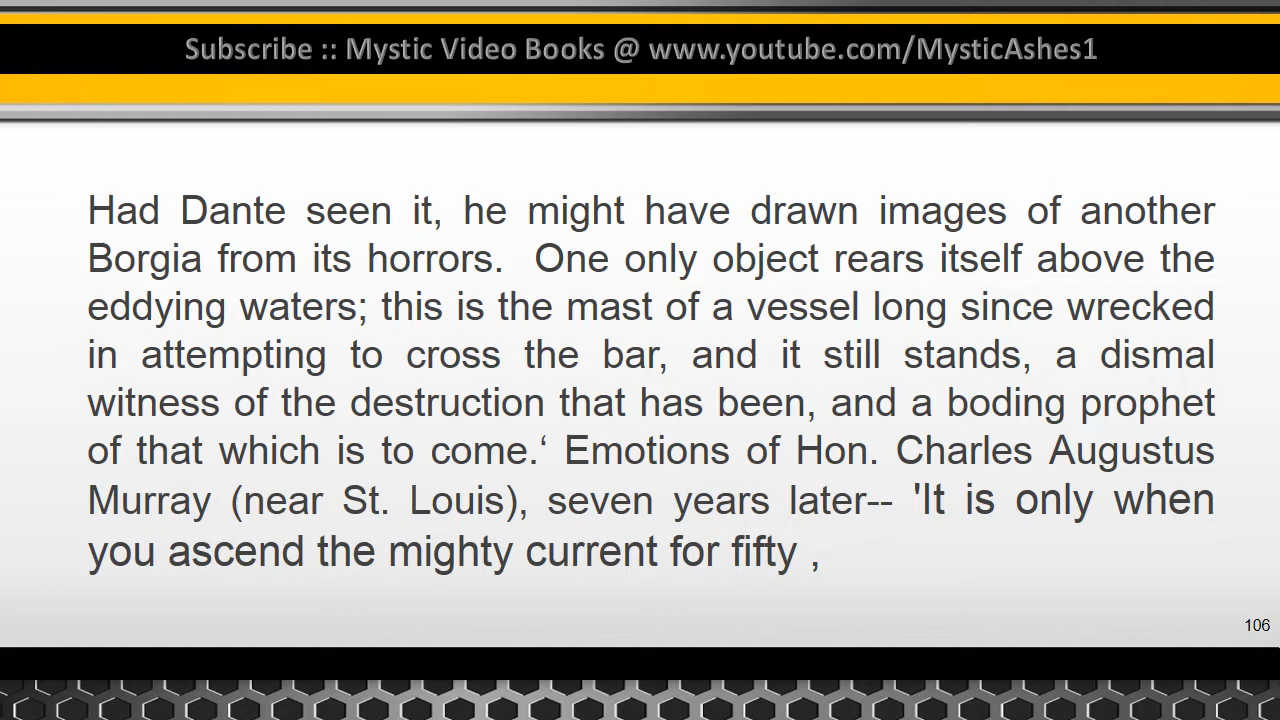 Subscribe :: Mystic Video Books @ www.youtube.com/MysticAshes1
Had Dante seen it, he might have drawn images of another
Borgia from its horrors.  One only object rears itself above the
eddying waters; this is the mast of a vessel long since wrecked
in attempting to cross the bar, and it still stands, a dismal
witness of the destruction that has been, and a boding prophet
of that which is to come.‘ Emotions of Hon. Charles Augustus
Murray (near St. Louis), seven years later-- 'It is only when
you ascend the mighty current for fifty ,
106